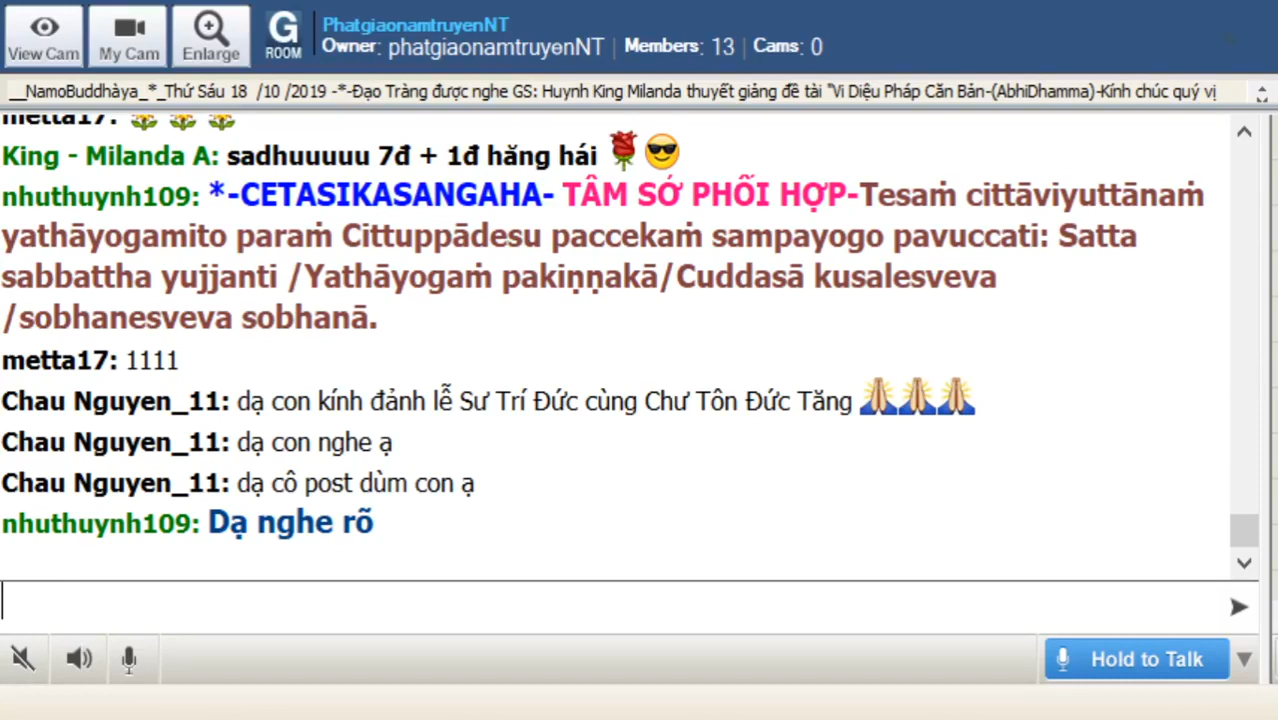 PhatgiaonamtruyenNT
View Cam My Cam Enlarge G ROOM Owner: phatgiaonamtruyenNT | Members: 13 | Cams: 0
__NamoBuddhàya_*_Thứ Sáu 18 /10 /2019 -*-Đạo Tràng được nghe GS: Huynh King Milanda thuyết giảng đề tài "Vi Diệu Pháp Căn Bản-(AbhiDhamma)-Kính chúc quý vị
metta17:
King - Milanda A: sadhuuuuu 7đ + 1đ hăng hái
nhuthuynh109: *-CETASIKASANGAHA- TÂM SỞ PHỐI HỢP-Tesaṁ cittāviyuttānaṁ
yathāyogamito paraṁ Cittuppādesu paccekaṁ sampayogo pavuccati: Satta
sabbattha yujjanti /Yathāyogaṁ pakiṇṇakā/Cuddasā kusalesveva
/sobhanesveva sobhanā.
metta17: 1111
Chau Nguyen_11: dạ con kính đảnh lễ Sư Trí Đức cùng Chư Tôn Đức Tăng
Chau Nguyen_11: dạ con nghe ạ
Chau Nguyen_11: dạ cô post dùm con ạ
nhuthuynh109: Dạ nghe rõ
Hold to Talk